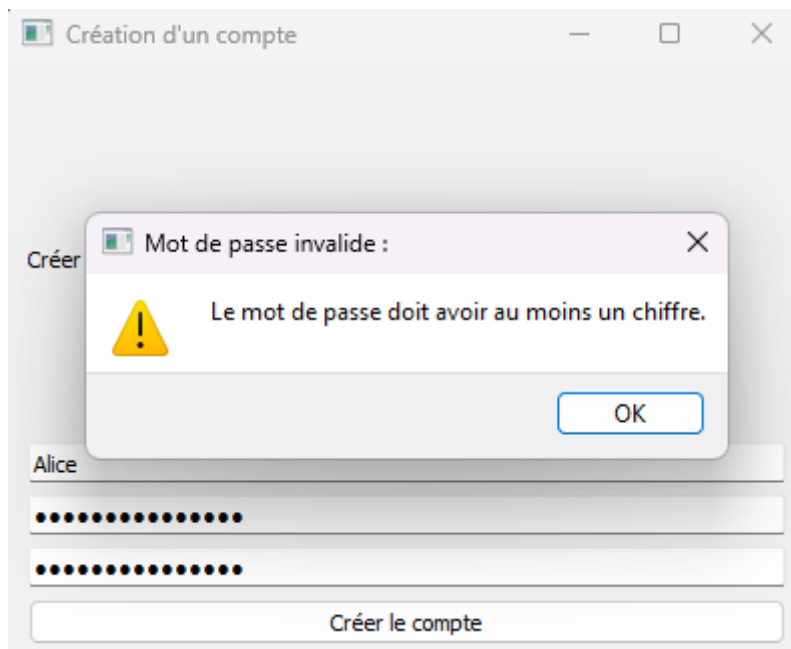 Création d'un compte
Mot de passe invalide :
Créer
Le mot de passe doit avoir au moins un chiffre.
OK
Alice
●●●●●●●●●●●●●●●
●●●●●●●●●●●●●●●
Créer le compte